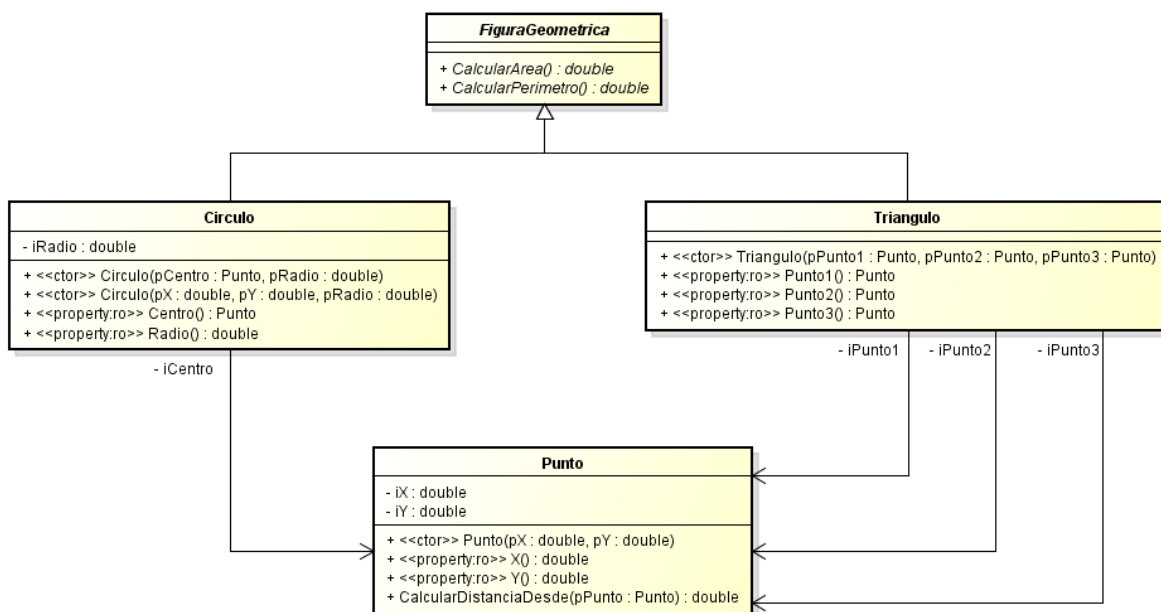 FiguraGeometrica
+ CalcularArea() : double
+ CalcularPerimetro() : double
Circulo
- iRadio : double
+ <<ctor>> Circulo(pCentro : Punto, pRadio : double)
+ <<ctor>> Circulo(pX : double, pY : double, pRadio : double)
+ <<property:ro>> Centro() : Punto
+ <<property:ro>> Radio() : double
Triangulo
+ <<ctor>> Triangulo(pPunto1 : Punto, pPunto2 : Punto, pPunto3 : Punto)
+ <<property:ro>> Punto1() : Punto
+ <<property:ro>> Punto2() : Punto
+ <<property:ro>> Punto3() : Punto
- iCentro
- iPunto1
- iPunto2
- iPunto3
Punto
- iX : double
- iY : double
+ <<ctor>> Punto(pX : double, pY : double)
+ <<property:ro>> X() : double
+ <<property:ro>> Y() : double
+ CalcularDistanciaDesde(pPunto : Punto) : double